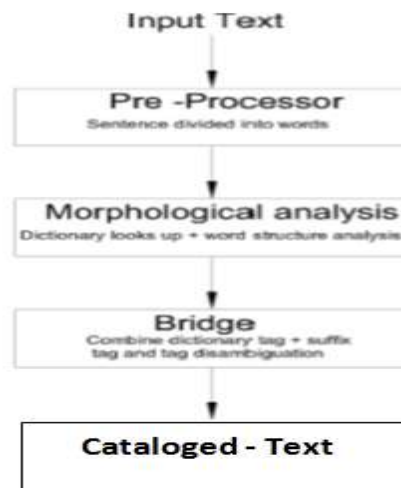 Input Text
Pre -Processor
Sentence divided into words
Morphological analysis
Dictionary looks up + word structure analysis
Bridge
Combine dictionary tag + suffix
tag and tag disambiguation
Cataloged - Text